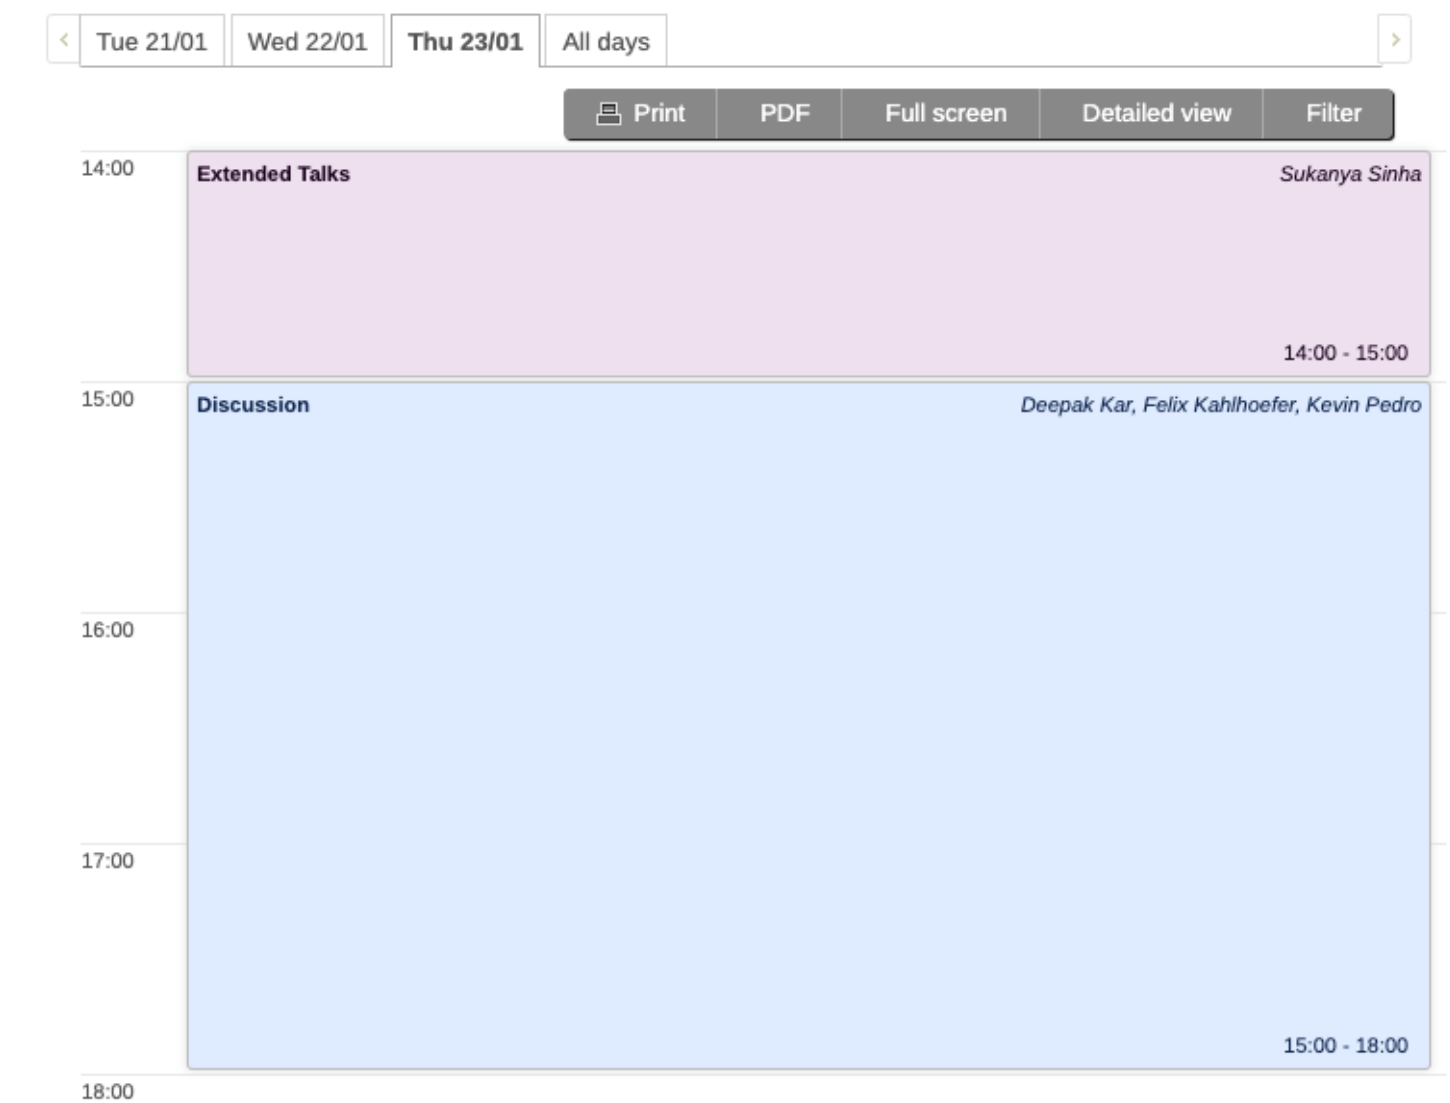 Tue 21/01 Wed 22/01 Thu 23/01 All days
Print PDF Full screen Detailed view Filter
14:00 Extended Talks Sukanya Sinha
14:00 - 15:00
15:00 Discussion Deepak Kar, Felix Kahlhoefer, Kevin Pedro
16:00
17:00
15:00 - 18:00
18:00